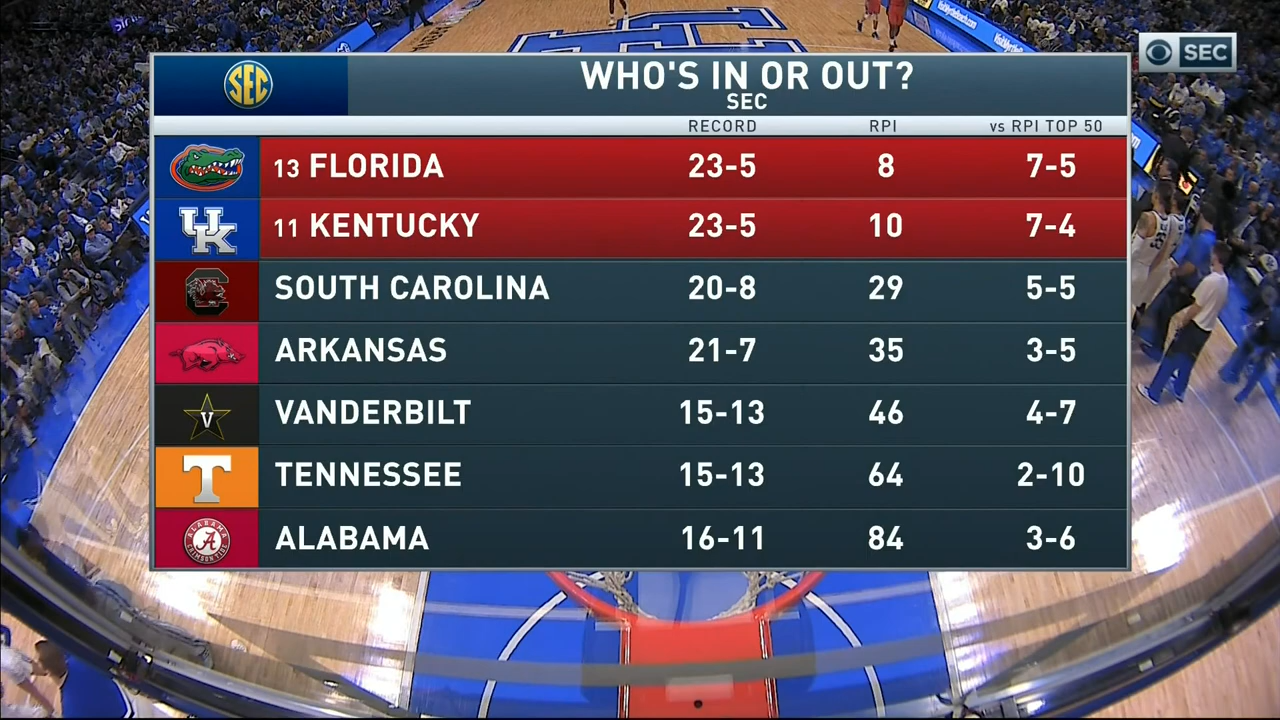 SEC
SEC
WHO'S IN OR OUT?
SEC
RECORD RPI vs RPI TOP 50
13 FLORIDA 23-5 8 7-5
UK
11 KENTUCKY 23-5 10 7-4
C
SOUTH CAROLINA 20-8 29 5-5
ARKANSAS 21-7 35 3-5
V
VANDERBILT 15-13 46 4-7
T
TENNESSEE 15-13 64 2-10
ALABAMA
A
CRIMSON TIDE
ALABAMA 16-11 84 3-6